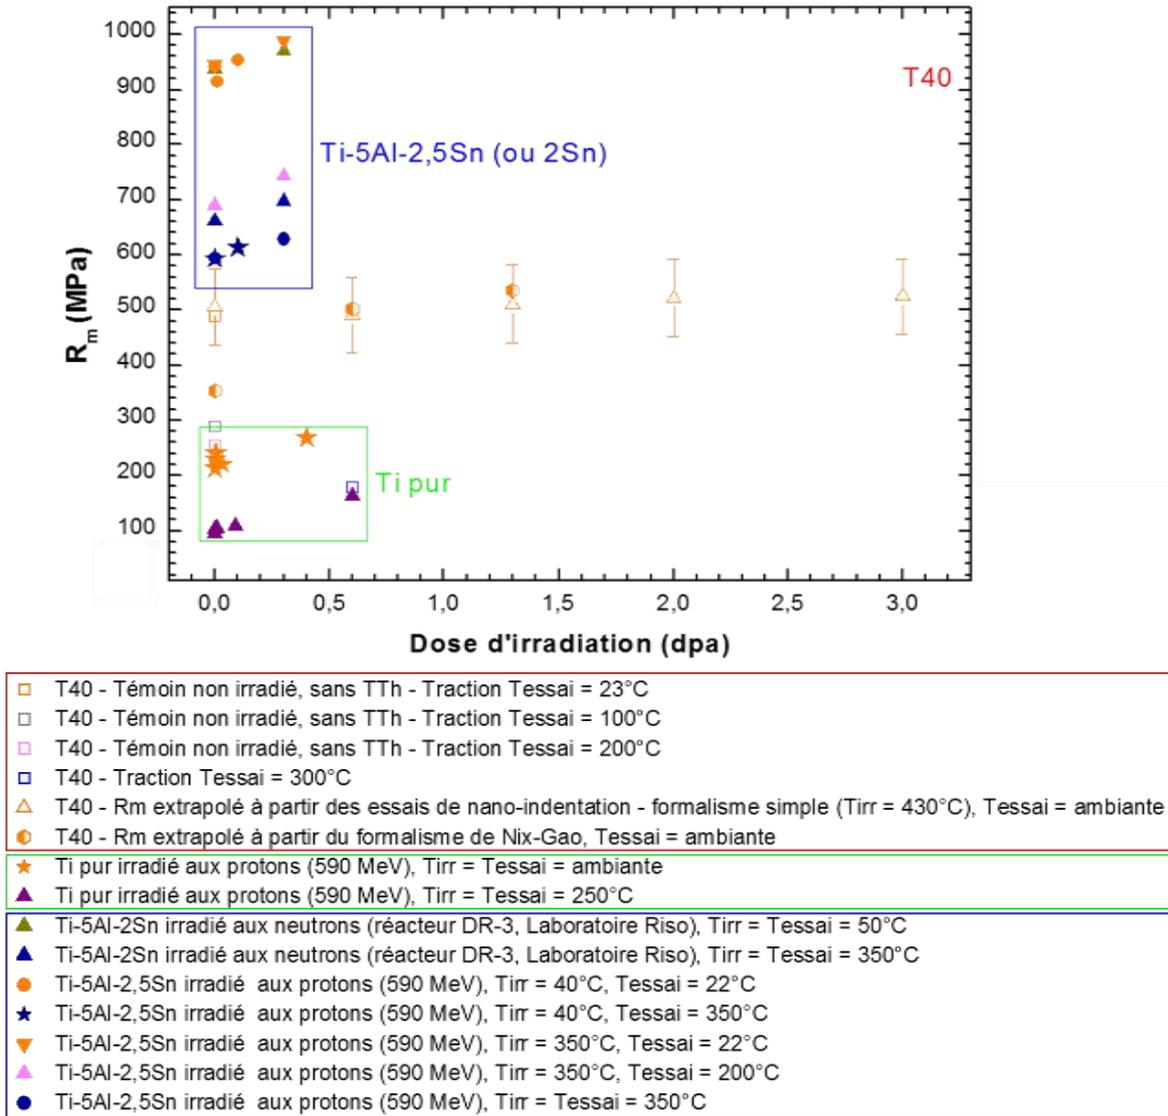 1000
900
800
700
600
500
400
300
200
100
R_m (MPa)
T40
Ti-5Al-2,5Sn (ou 2Sn)
Ti pur
0,0 0,5 1,0 1,5 2,0 2,5 3,0
Dose d'irradiation (dpa)
T40 - Témoin non irradié, sans TTh - Traction Tessai = 23°C
T40 - Témoin non irradié, sans TTh - Traction Tessai = 100°C
T40 - Témoin non irradié, sans TTh - Traction Tessai = 200°C
T40 - Traction Tessai = 300°C
T40 - Rm extrapolé à partir des essais de nano-indentation - formalisme simple (Tirr = 430°C), Tessai = ambiante
T40 - Rm extrapolé à partir du formalisme de Nix-Gao, Tessai = ambiante
Ti pur irradié aux protons (590 MeV), Tirr = Tessai = ambiante
Ti pur irradié aux protons (590 MeV), Tirr = Tessai = 250°C
Ti-5Al-2Sn irradié aux neutrons (réacteur DR-3, Laboratoire Riso), Tirr = Tessai = 50°C
Ti-5Al-2Sn irradié aux neutrons (réacteur DR-3, Laboratoire Riso), Tirr = Tessai = 350°C
Ti-5Al-2,5Sn irradié aux protons (590 MeV), Tirr = 40°C, Tessai = 22°C
Ti-5Al-2,5Sn irradié aux protons (590 MeV), Tirr = 40°C, Tessai = 350°C
Ti-5Al-2,5Sn irradié aux protons (590 MeV), Tirr = 350°C, Tessai = 22°C
Ti-5Al-2,5Sn irradié aux protons (590 MeV), Tirr = 350°C, Tessai = 200°C
Ti-5Al-2,5Sn irradié aux protons (590 MeV), Tirr = Tessai = 350°C